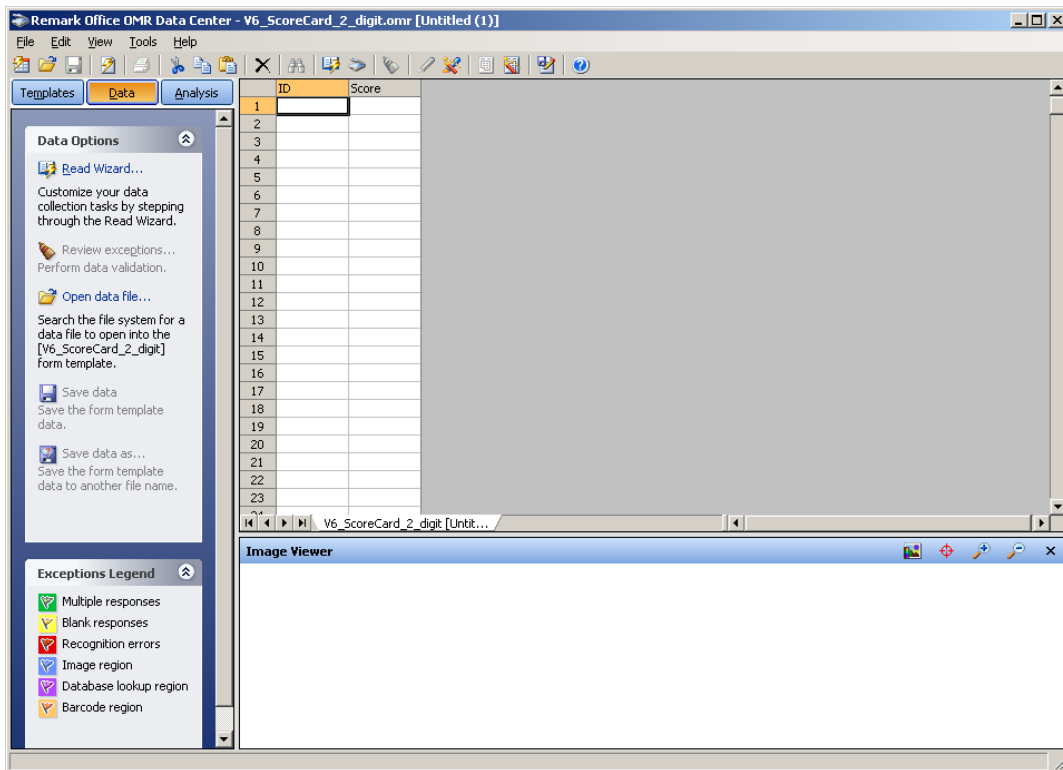 Remark Office OMR Data Center - V6_ScoreCard_2_digit.omr [Untitled (1)]
File Edit View Tools Help
Templates Data Analysis
ID Score
1
2
3
4
5
6
7
8
9
10
11
12
13
14
15
16
17
18
19
20
21
22
23
24
Data Options
Read Wizard...
Customize your data
collection tasks by stepping
through the Read Wizard.
Review exceptions...
Perform data validation.
Open data file...
Search the file system for a
data file to open into the
[V6_ScoreCard_2_digit]
form template.
Save data
Save the form template
data.
Save data as...
Save the form template
data to another file name.
V6_ScoreCard_2_digit [Untit...
Image Viewer
Exceptions Legend
Multiple responses
Blank responses
Recognition errors
Image region
Database lookup region
Barcode region